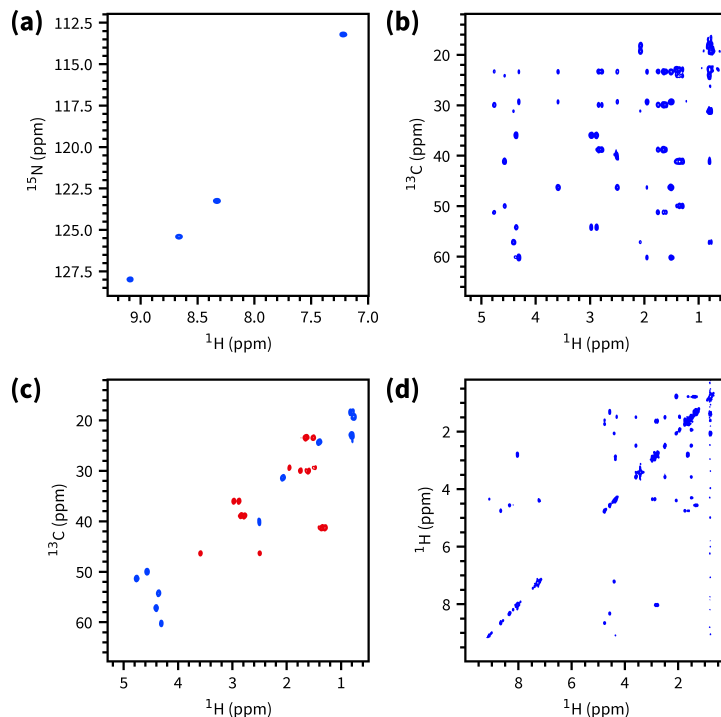 (a)
112.5
115.0
117.5
120.0
122.5
125.0
127.5
15N (ppm)
9.0 8.5 8.0 7.5 7.0
1H (ppm)
(b)
20
30
40
50
60
13C (ppm)
5 4 3 2 1
1H (ppm)
(c)
20
30
40
50
60
13C (ppm)
5 4 3 2 1
1H (ppm)
(d)
2
4
6
8
1H (ppm)
8 6 4 2
1H (ppm)